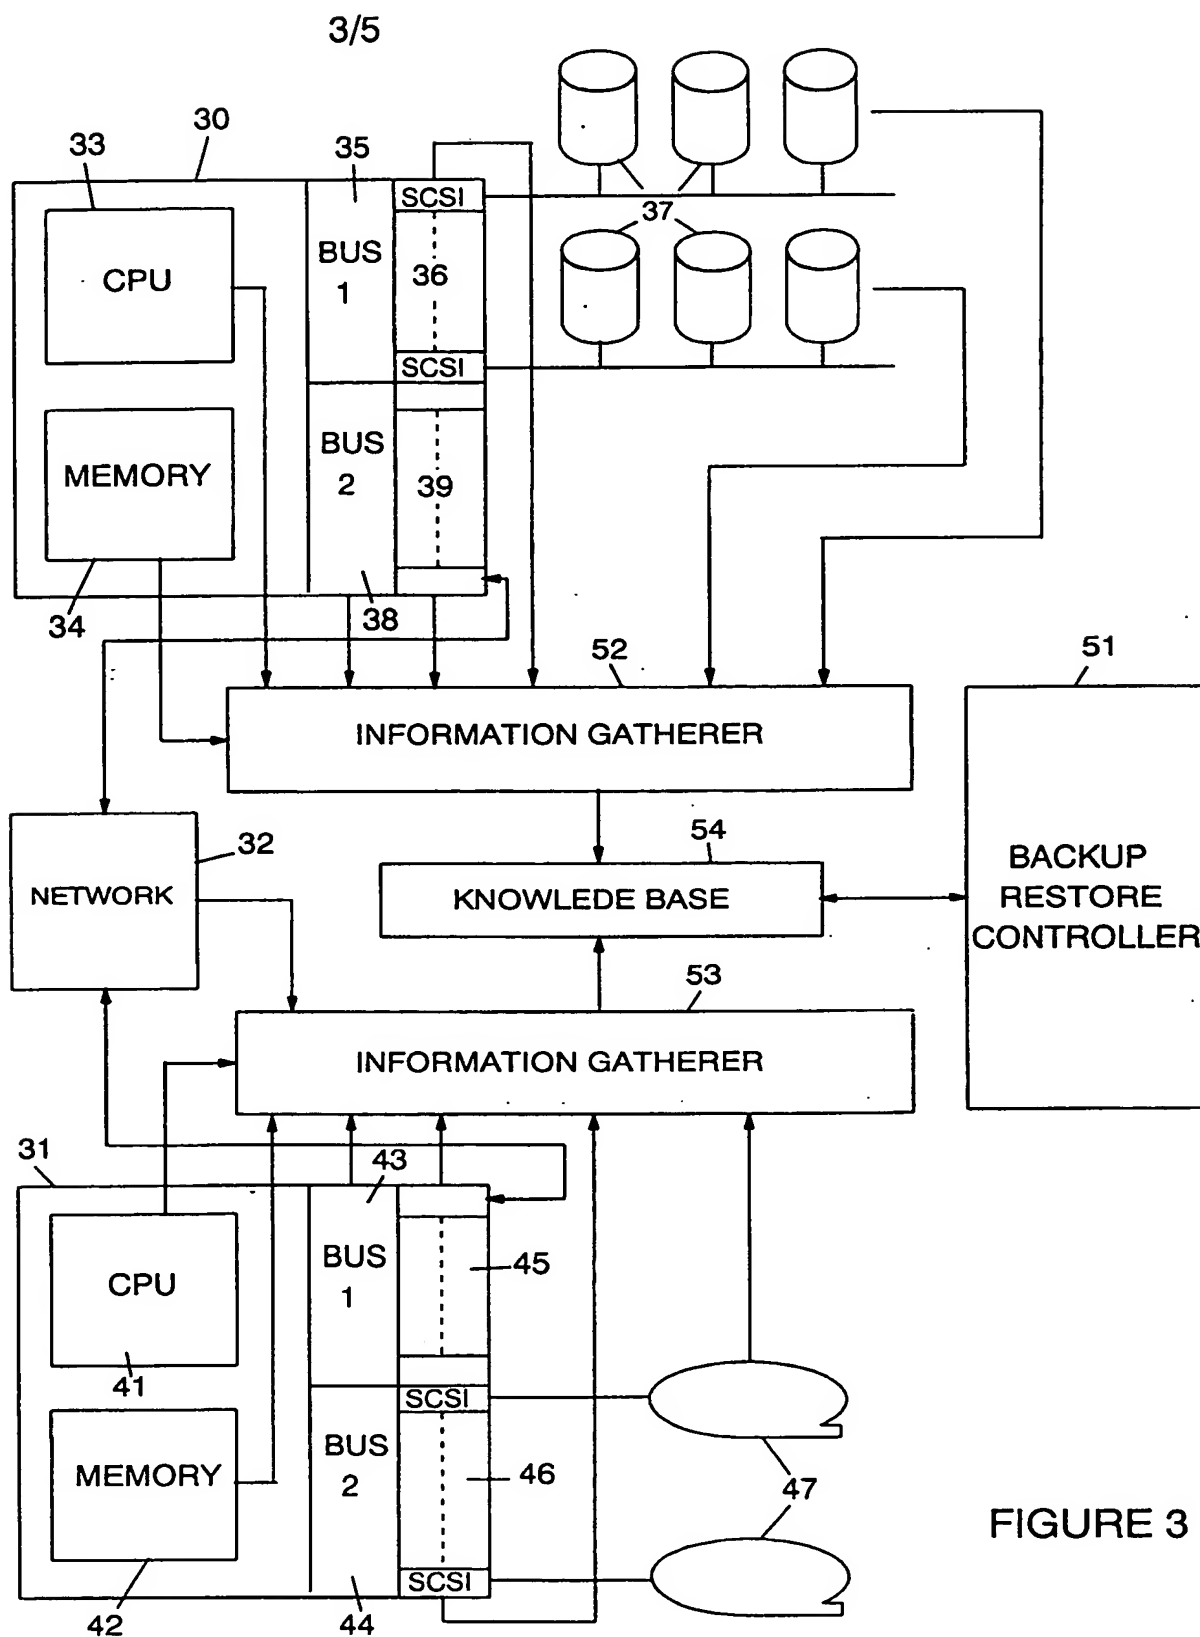 3/5
30
33
35
SCSI
37
CPU
BUS
1
36
SCSI
MEMORY
BUS
2
39
34
38
52
51
INFORMATION GATHERER
32
54
NETWORK
KNOWLEDE BASE
BACKUP
RESTORE
CONTROLLER
53
INFORMATION GATHERER
31
43
BUS
1
45
CPU
41
SCSI
BUS
2
MEMORY
46
47
SCSI
42
44
FIGURE 3